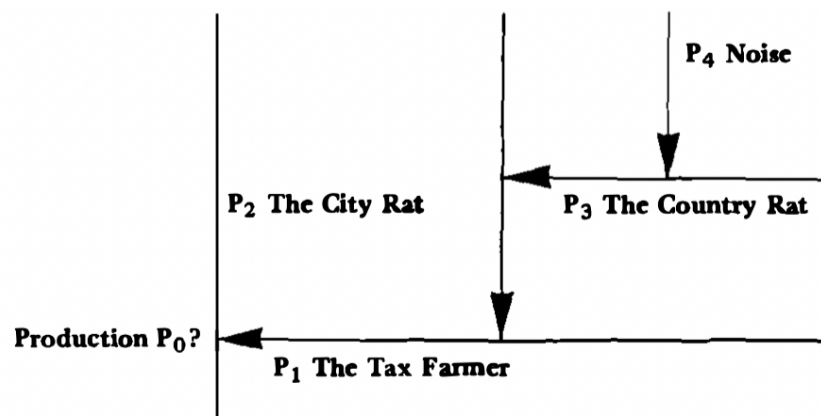 P₄ Noise
P₂ The City Rat
P₃ The Country Rat
Production P₀?
P₁ The Tax Farmer